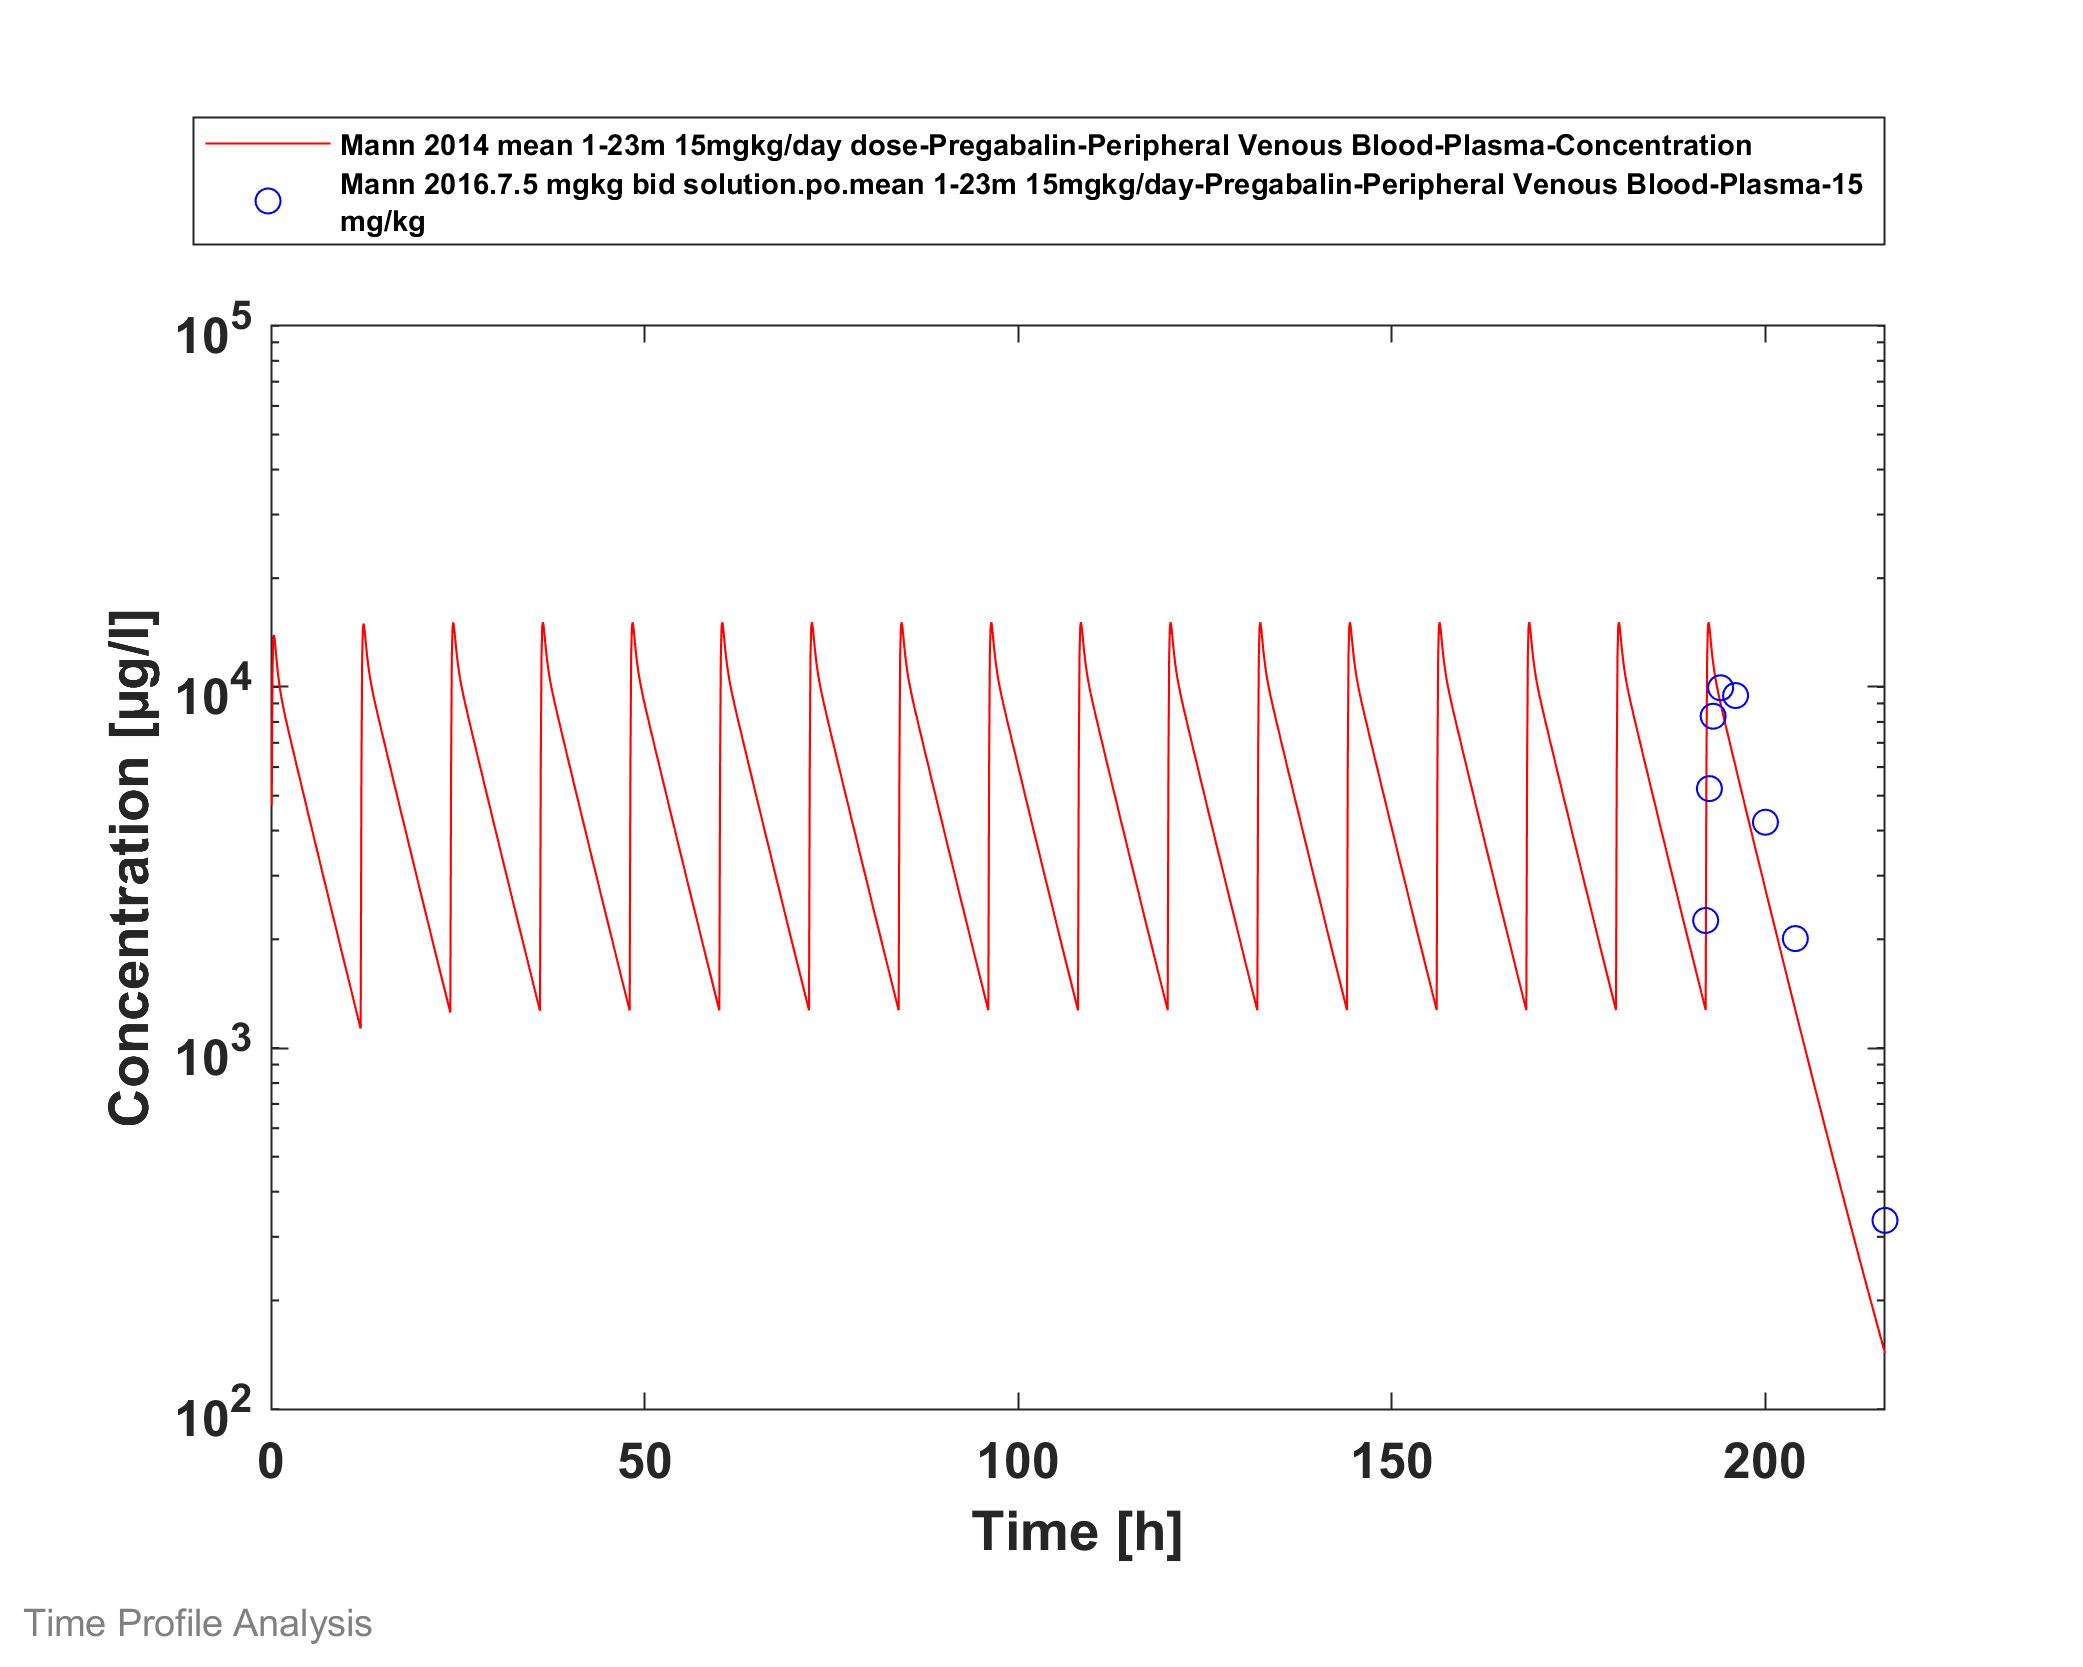 Mann 2014 mean 1-23m 15mgkg/day dose-Pregabalin-Peripheral Venous Blood-Plasma-Concentration
Mann 2016.7.5 mgkg bid solution.po.mean 1-23m 15mgkg/day-Pregabalin-Peripheral Venous Blood-Plasma-15
mg/kg
10^5
10^4
10^3
10^2
Concentration [µg/l]
0 50 100 150 200
Time [h]
Time Profile Analysis